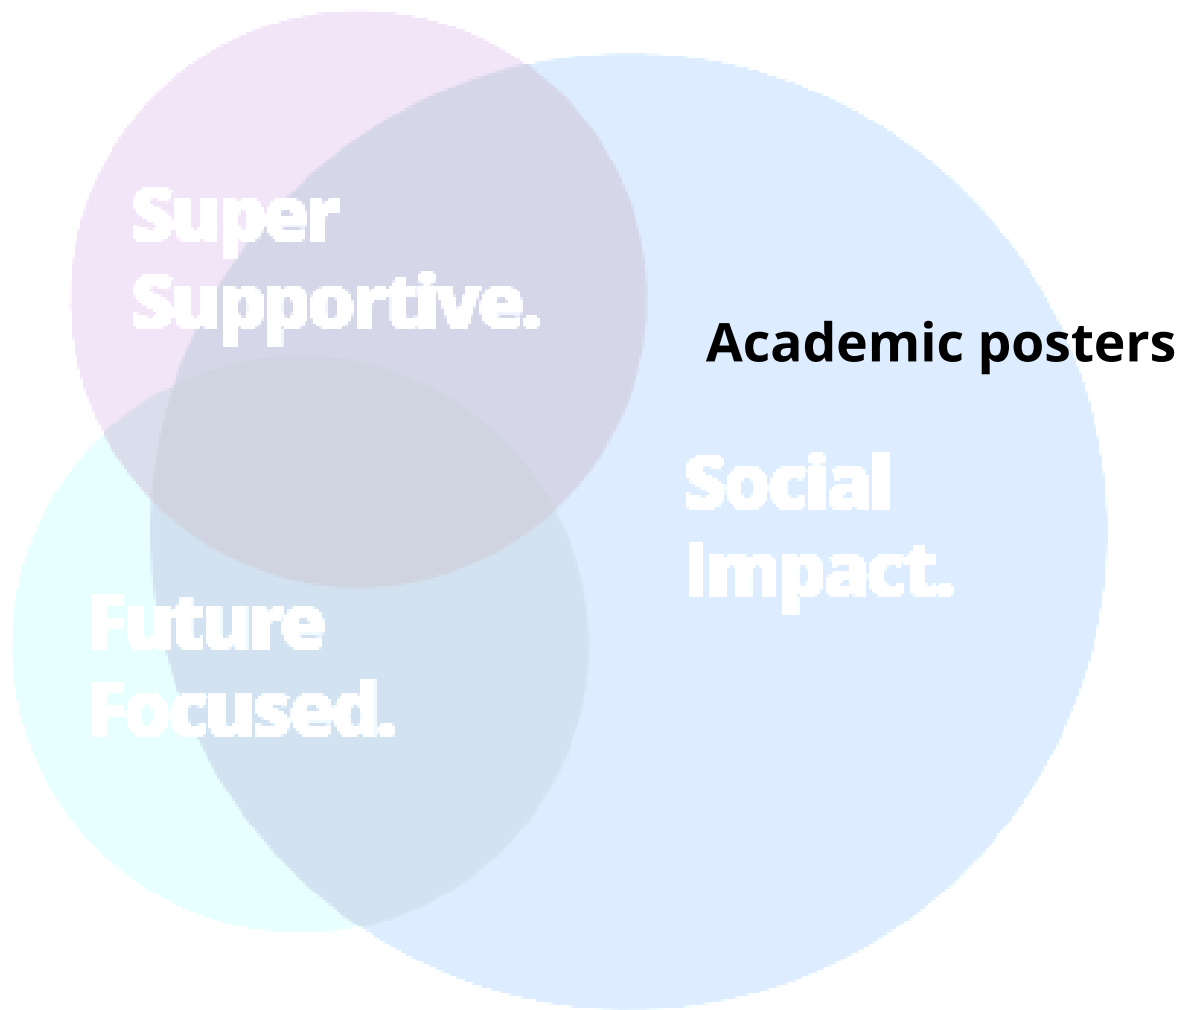 Super
Supportive.
Academic posters
Social
Impact.
Future
Focused.